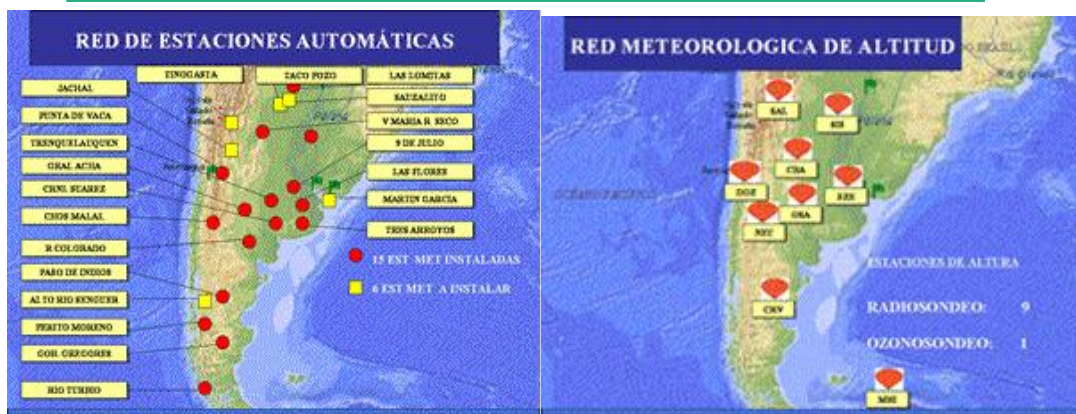 RED DE ESTACIONES AUTOMÁTICAS
TINOGASTA
TACO POZO
LAS LOMITAS
JACHAL
SAUZALITO
PUNTA DE VACA
V MARIA R SECO
TRENQUELAUQUEN
9 DE JULIO
GRAL ACHA
LAS FLORES
CRNL SUAREZ
MARTIN GARCIA
CHOS MALAL
TRES ARROYOS
R COLORADO
15 EST MET INSTALADAS
PASO DE INDIOS
6 EST MET A INSTALAR
ALTO RIO SENGUER
PERITO MORENO
GOB. GREGORES
RIO TURBIO
RED METEOROLOGICA DE ALTITUD
SAL
SIS
CBA
DOZ
EZE
OSA
NEU
ESTACIONES DE ALTURA
CRV
RADIOSONDEO: 9
OZONOSONDEO: 1
MBI